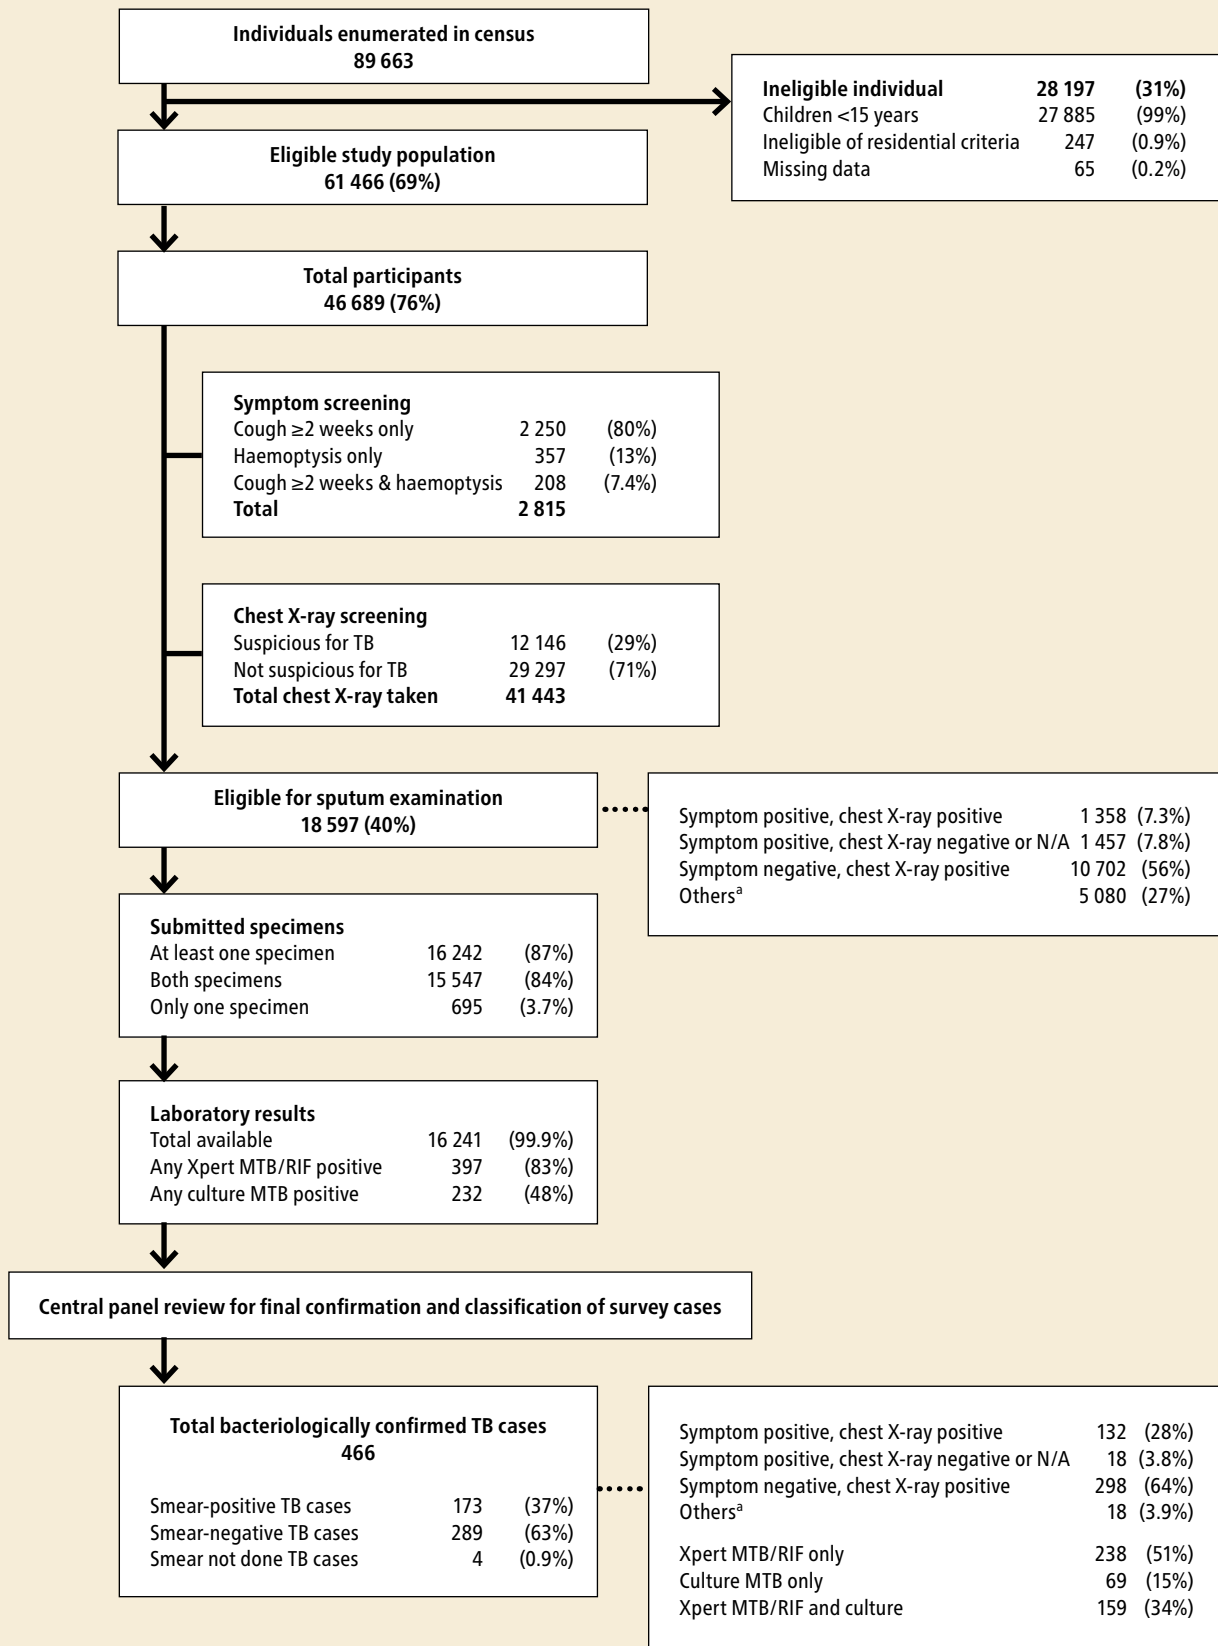 Individuals enumerated in census
89 663
Ineligible individual 28 197 (31%)
Children <15 years 27 885 (99%)
Ineligible of residential criteria 247 (0.9%)
Missing data 65 (0.2%)
Eligible study population
61 466 (69%)
Total participants
46 689 (76%)
Symptom screening
Cough ≥2 weeks only 2 250 (80%)
Haemoptysis only 357 (13%)
Cough ≥2 weeks & haemoptysis 208 (7.4%)
Total 2 815
Chest X-ray screening
Suspicious for TB 12 146 (29%)
Not suspicious for TB 29 297 (71%)
Total chest X-ray taken 41 443
Eligible for sputum examination
18 597 (40%)
Symptom positive, chest X-ray positive 1 358 (7.3%)
Symptom positive, chest X-ray negative or N/A 1 457 (7.8%)
Symptom negative, chest X-ray positive 10 702 (56%)
Othersᵃ 5 080 (27%)
Submitted specimens
At least one specimen 16 242 (87%)
Both specimens 15 547 (84%)
Only one specimen 695 (3.7%)
Laboratory results
Total available 16 241 (99.9%)
Any Xpert MTB/RIF positive 397 (83%)
Any culture MTB positive 232 (48%)
Central panel review for final confirmation and classification of survey cases
Total bacteriologically confirmed TB cases
466
Smear-positive TB cases 173 (37%)
Smear-negative TB cases 289 (63%)
Smear not done TB cases 4 (0.9%)
Symptom positive, chest X-ray positive 132 (28%)
Symptom positive, chest X-ray negative or N/A 18 (3.8%)
Symptom negative, chest X-ray positive 298 (64%)
Othersᵃ 18 (3.9%)
Xpert MTB/RIF only 238 (51%)
Culture MTB only 69 (15%)
Xpert MTB/RIF and culture 159 (34%)